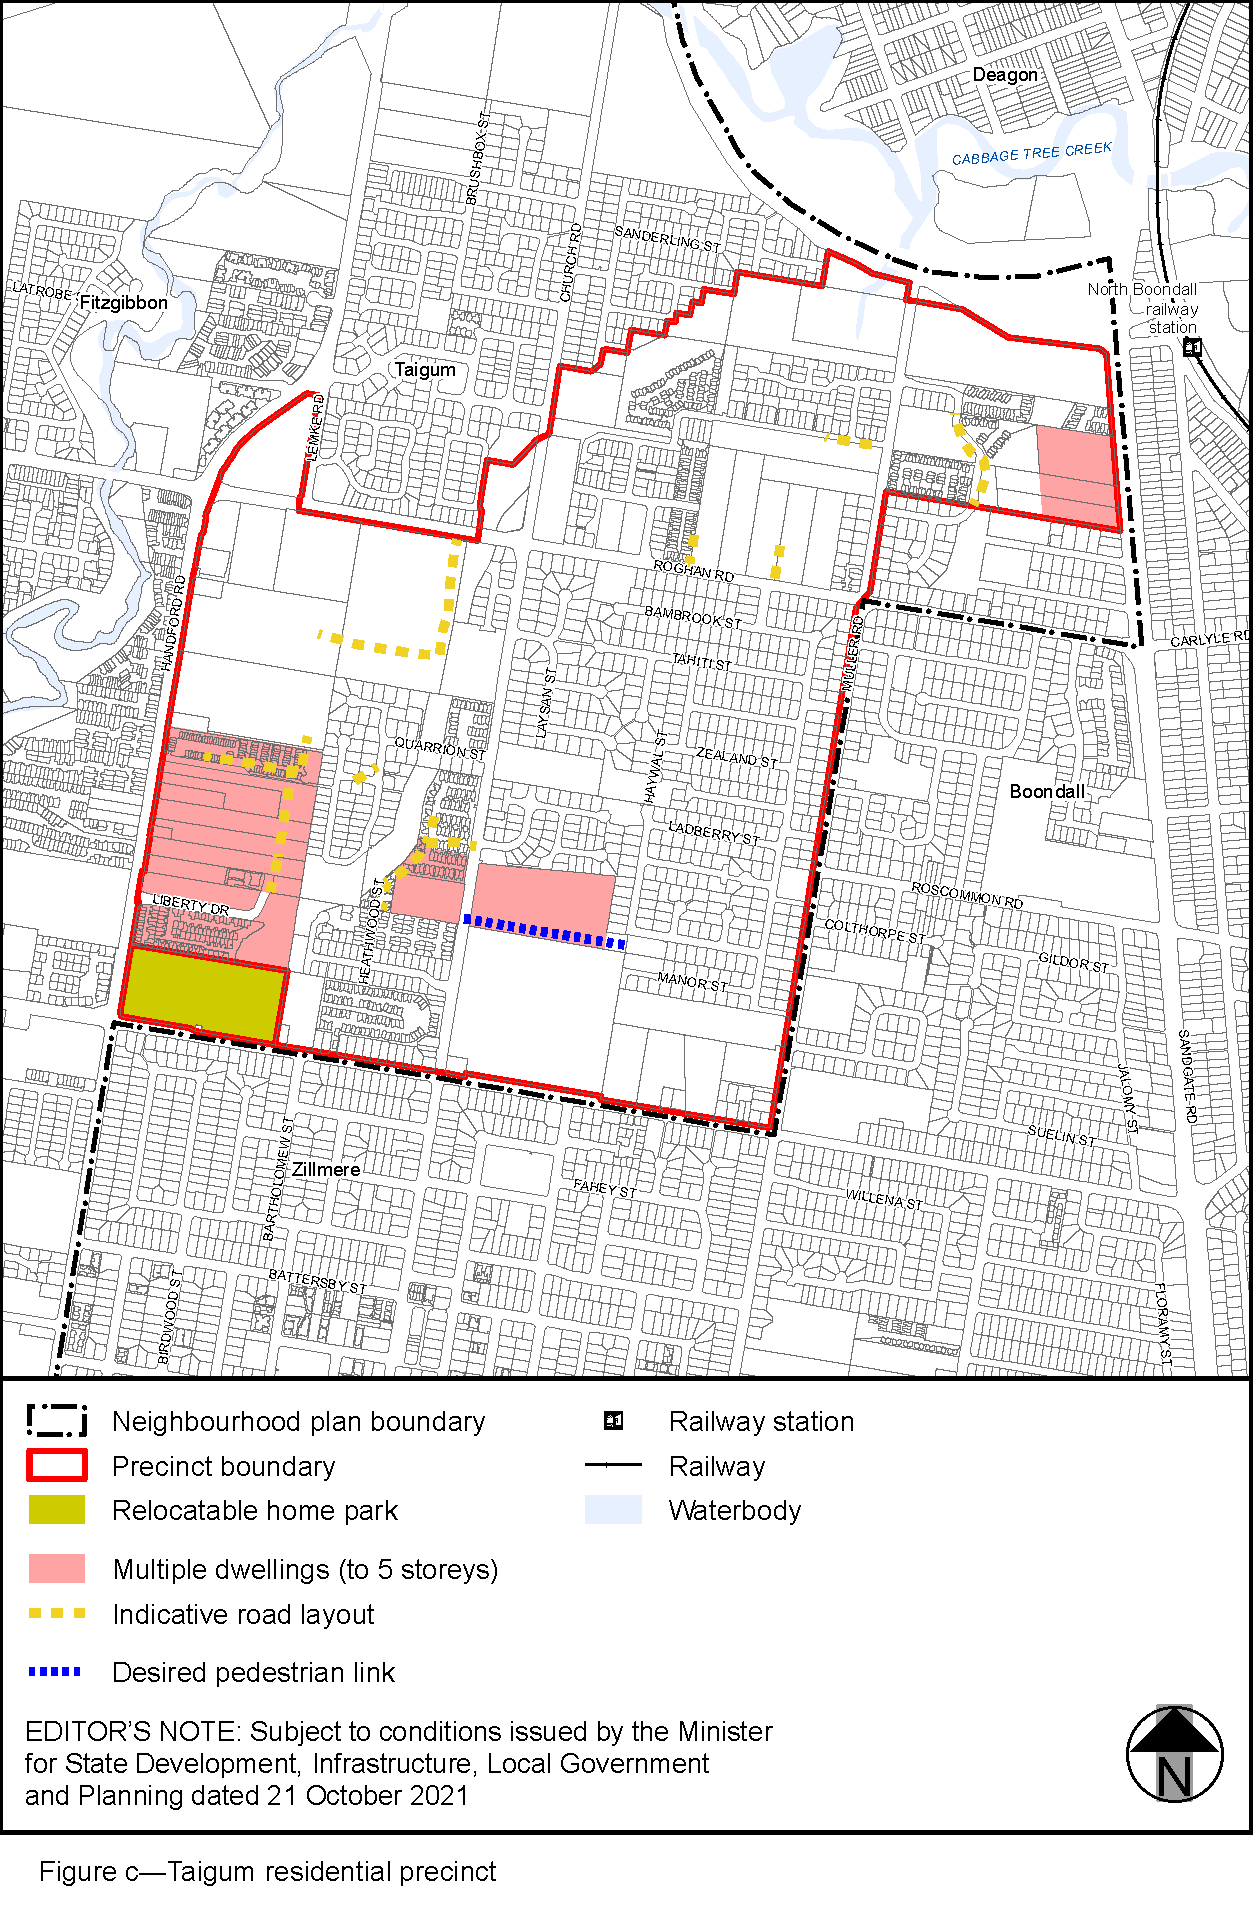 Deagon
CABBAGE TREE CREEK
BRUSHBOX ST
SANDERLING ST
CHURCH RD
LATROBE
Fitzgibbon
North Boondall
railway
station
Taigum
LEMKE RD
ROGHAN RD
BAMBROOK ST
HANDFORD RD
MULLER RD
CARLYLE RD
TAHITI ST
LAYSAN ST
QUARRION ST
ZEALAND ST
HAYWA ST
Boondall
LADBERRY ST
LIBERTY DR
HEATHWOOD ST
ROSCOMMON RD
COLTHORPE ST
GILDOR ST
MANOR ST
SANDGATE RD
JALOMY ST
SUELIN ST
BARTHOLOMEW ST
Zillmere
FAHEY ST
WILLENA ST
BATTERSBY ST
BIRDWOOD ST
FLORAMY ST
Neighbourhood plan boundary
Railway station
Precinct boundary
Railway
Relocatable home park
Waterbody
Multiple dwellings (to 5 storeys)
Indicative road layout
Desired pedestrian link
EDITOR'S NOTE: Subject to conditions issued by the Minister
for State Development, Infrastructure, Local Government
and Planning dated 21 October 2021
N
Figure c—Taigum residential precinct